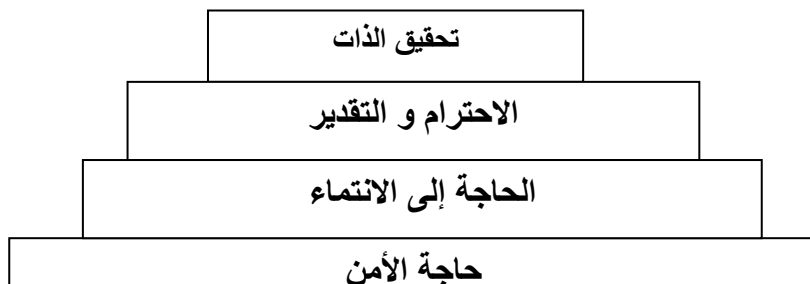 تحقيق الذات
الاحترام و التقدير
الحاجة إلى الانتماء
حاجة الأمن